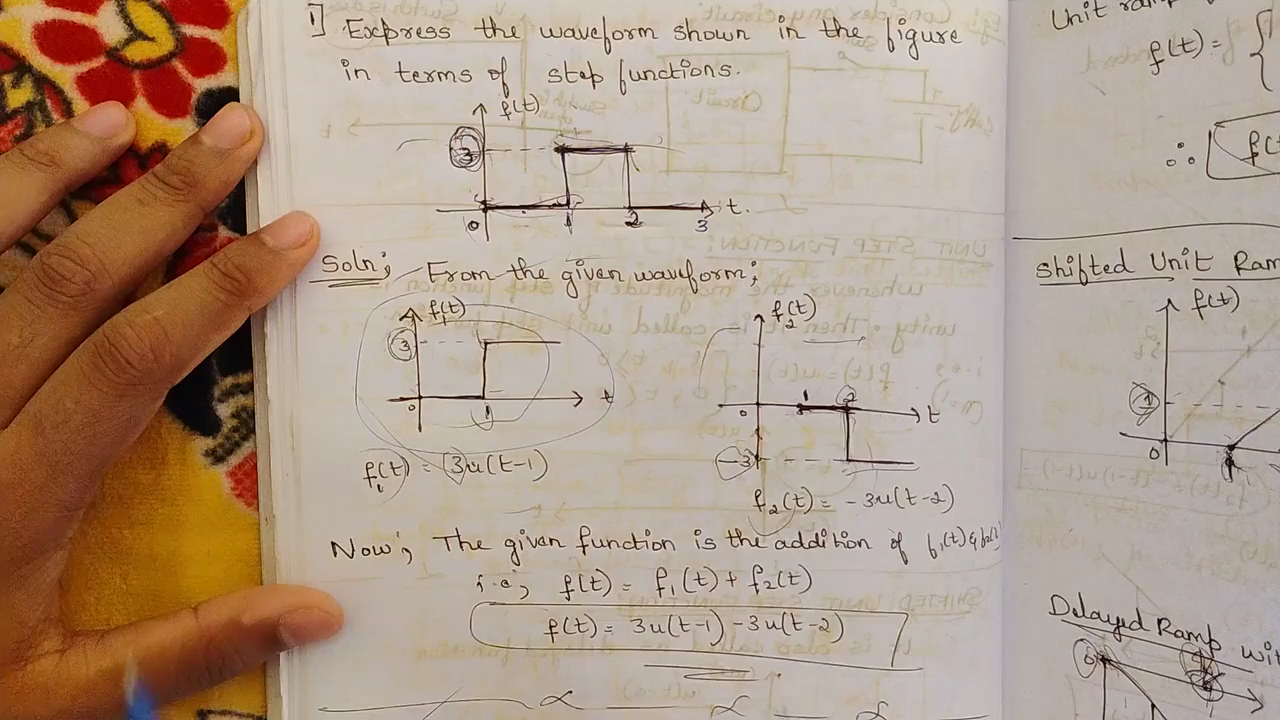 1] Express the waveform shown in the figure
in terms of step functions.
f(t)
3
0 1 2 3 t.
Soln; From the given waveform;
f1(t)
3
0 1 t
f1(t) = 3u(t-1)
f2(t)
0 1 2 t
-3
f2(t) = -3u(t-2)
Now, The given function is the addition of f1(t) & f2(t)
i.e; f(t) = f1(t) + f2(t)
f(t) = 3u(t-1) -3u(t-2)
Unit
f(t) = {
∴ f(t)
Shifted Unit Ram
f(t)
1
0
Delayed Ramp wit